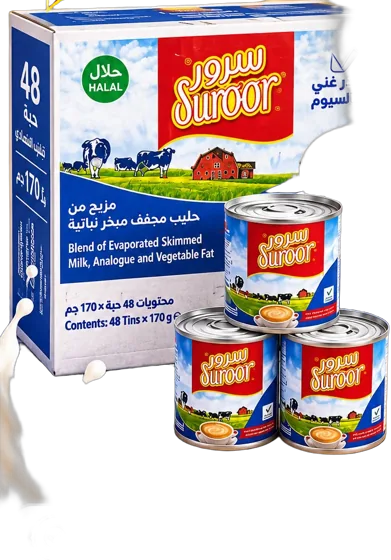 48
حبة
170 جم
حلال
HALAL
سرور
Suroor
ر غني
مزيج من
حليب مجفف مبخر نباتية
Blend of Evaporated Skimmed
Milk, Analogue and Vegetable Fat
محتويات 48 حبة × 170 جم
Contents: 48 Tins x 170 g e
سرور
Suroor
سرور
Suroor
سرور
Suroor